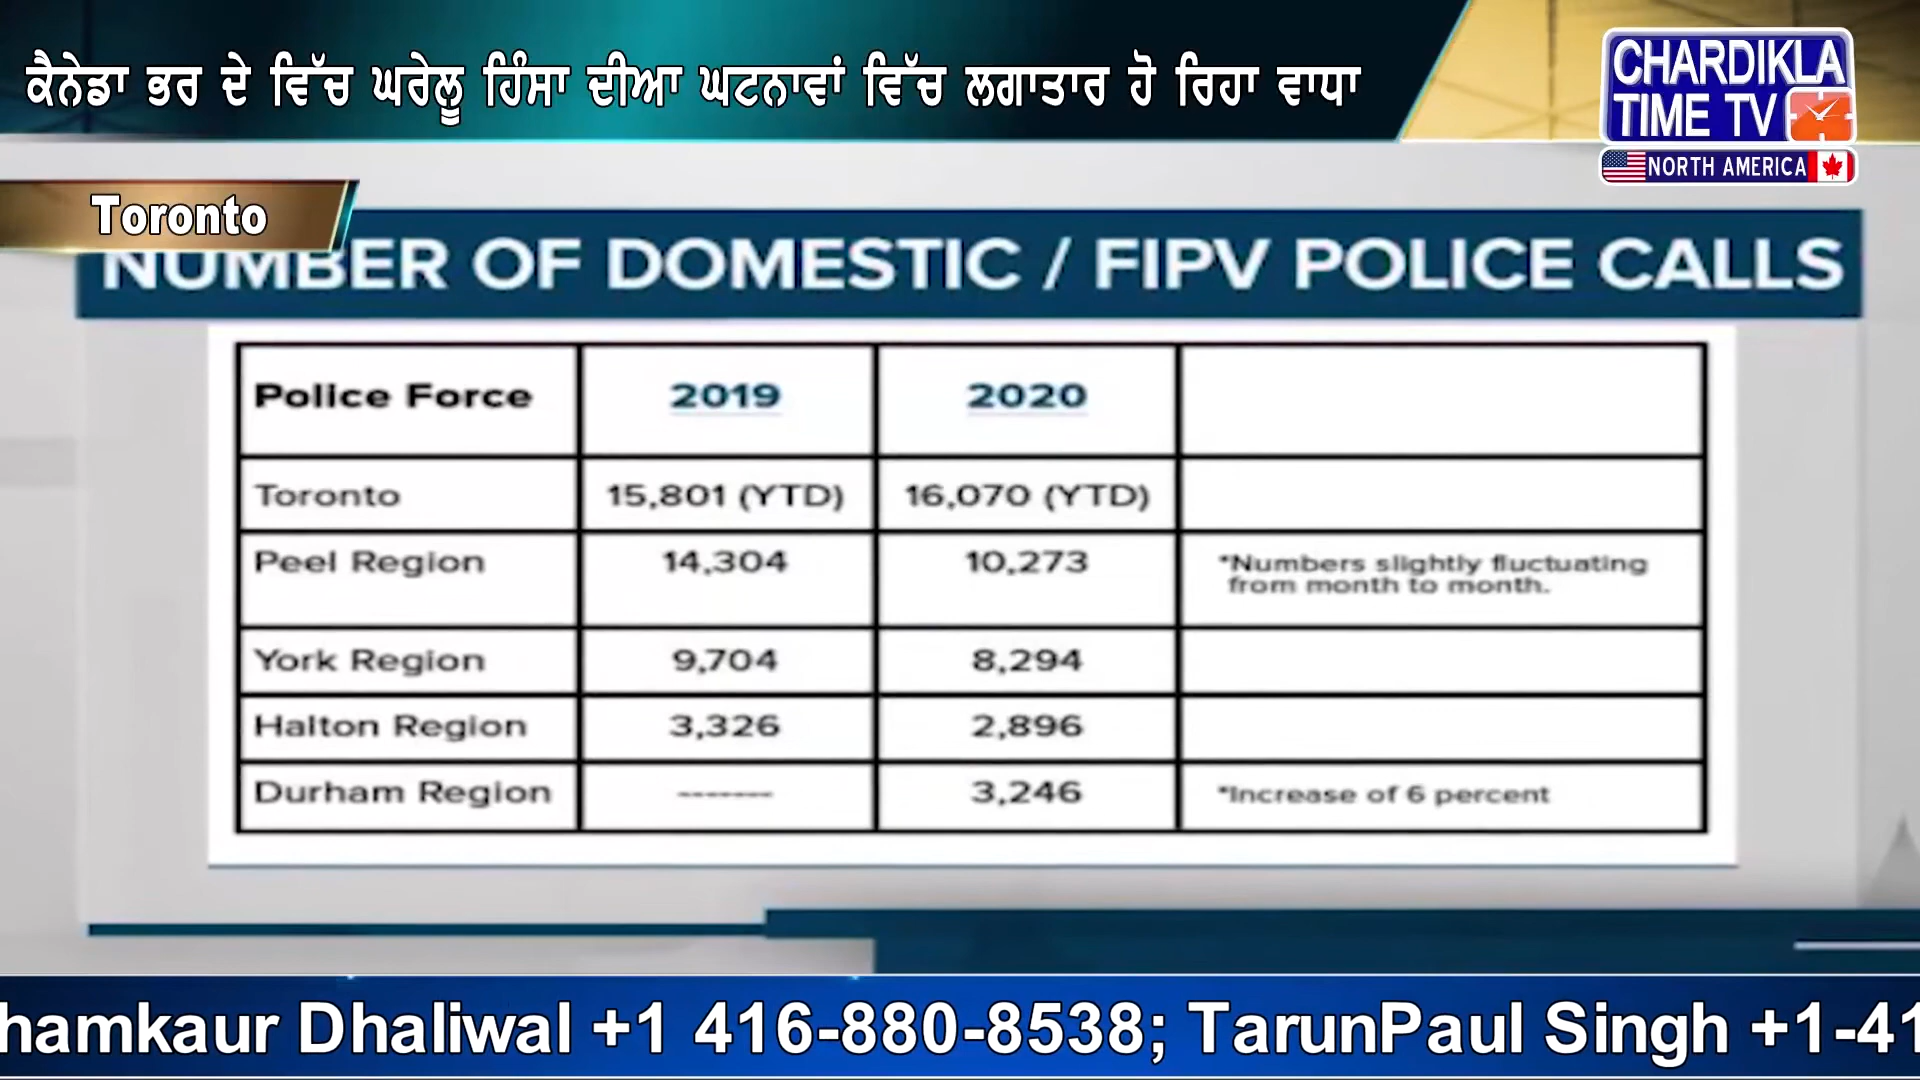 ਕੈਨੇਡਾ ਭਰ ਦੇ ਵਿੱਚ ਘਰੇਲੂ ਹਿੰਸਾ ਦੀਆ ਘਟਨਾਵਾਂ ਵਿੱਚ ਲਗਾਤਾਰ ਹੋ ਰਿਹਾ ਵਾਧਾ
CHARDIKLA
TIME TV
NORTH AMERICA
Toronto
NUMBER OF DOMESTIC / FIPV POLICE CALLS
Police Force 2019 2020
Toronto 15,801 (YTD) 16,070 (YTD)
Peel Region 14,304 10,273 *Numbers slightly fluctuating
from month to month.
York Region 9,704 8,294
Halton Region 3,326 2,896
Durham Region ------- 3,246 *Increase of 6 percent
hamkaur Dhaliwal +1 416-880-8538; TarunPaul Singh +1-41